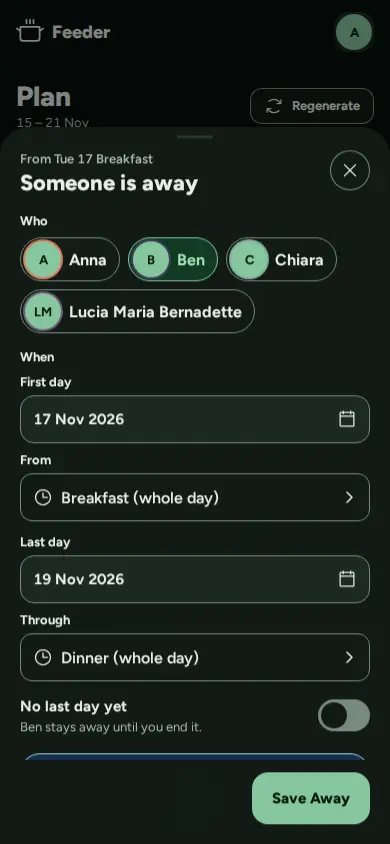 Feeder
A
Plan
15 – 21 Nov
Regenerate
From Tue 17 Breakfast
Someone is away
Who
A Anna
B Ben
C Chiara
LM Lucia Maria Bernadette
When
First day
17 Nov 2026
From
Breakfast (whole day)
Last day
19 Nov 2026
Through
Dinner (whole day)
No last day yet
Ben stays away until you end it.
Save Away